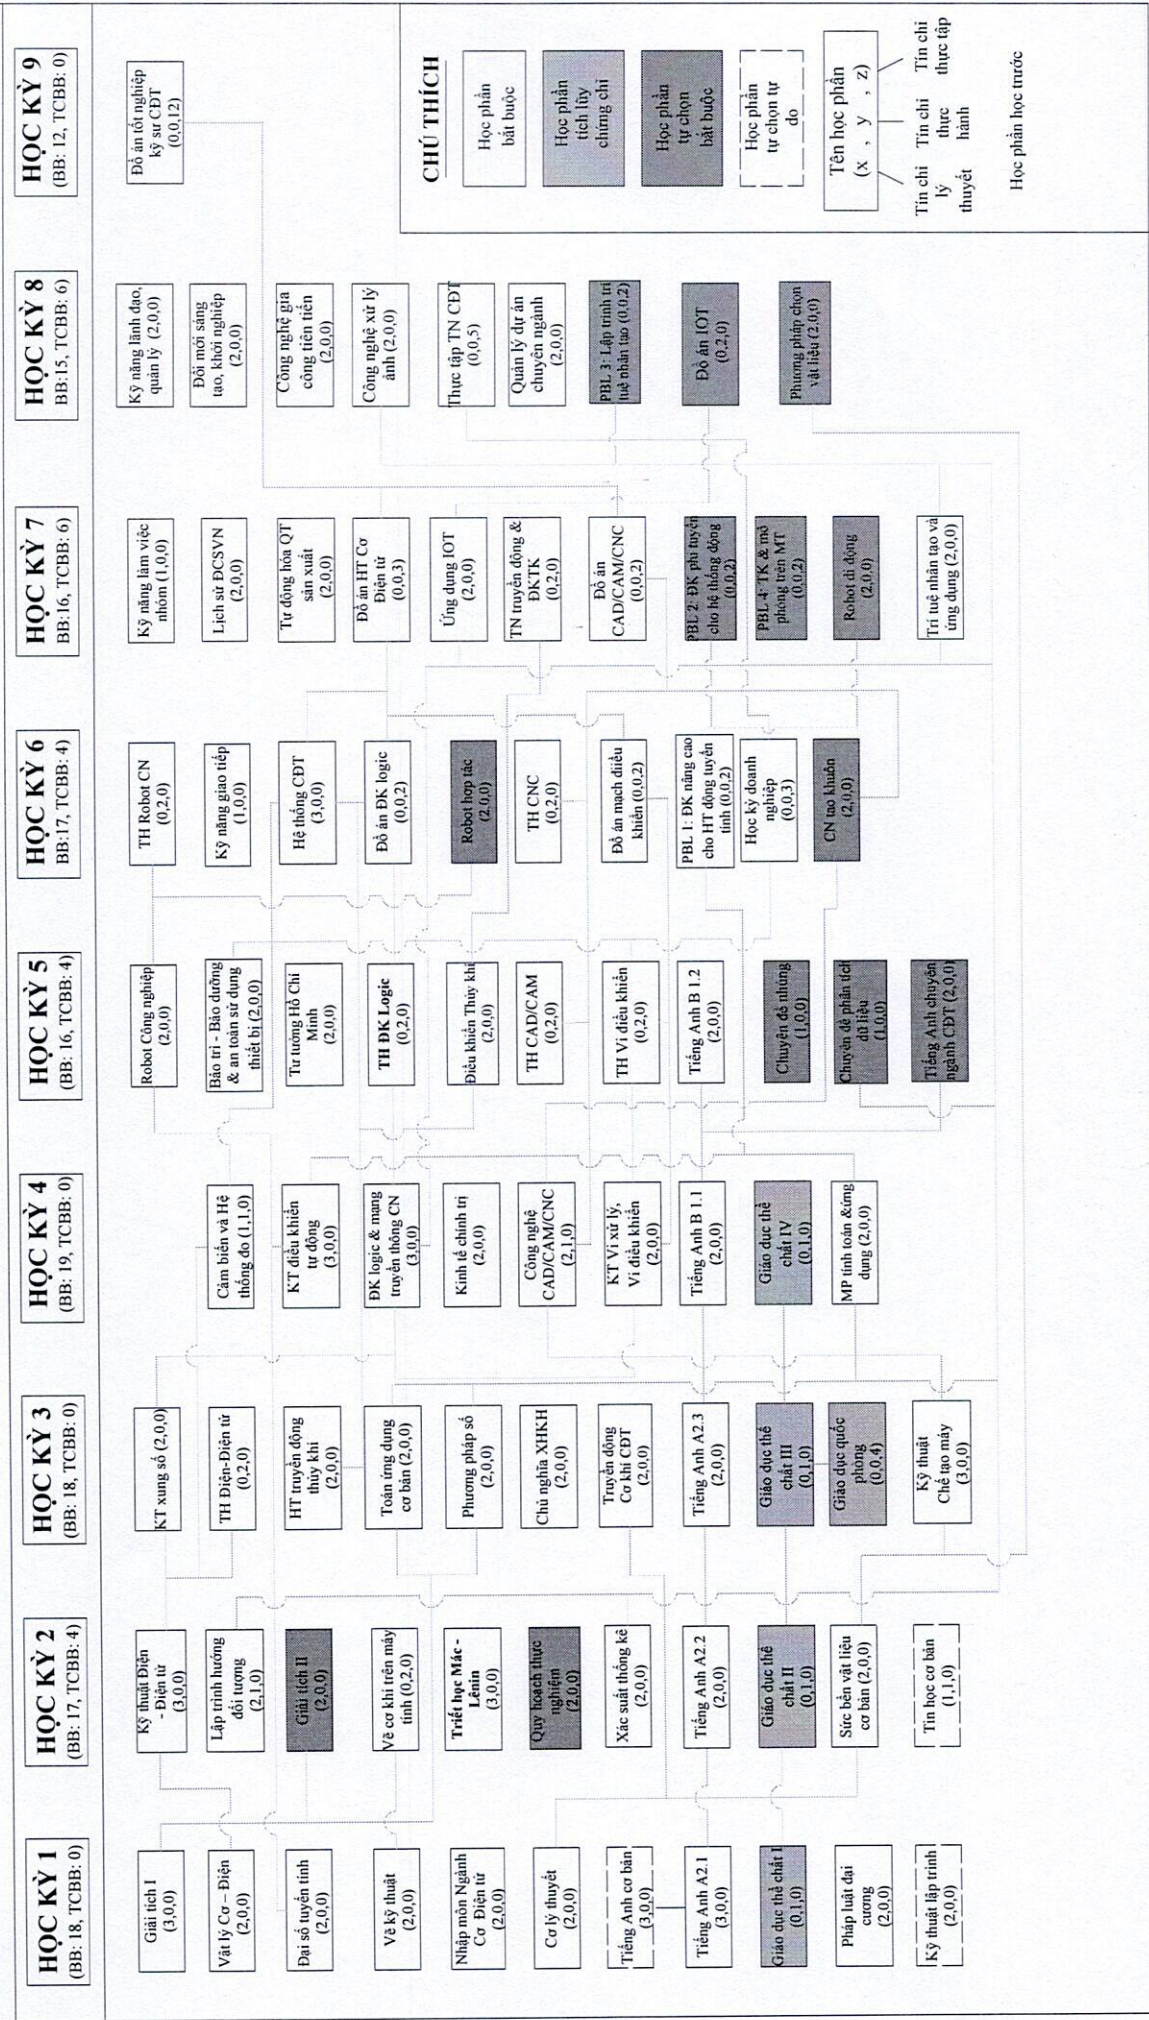 HỌC KỲ 1
(BB: 18, TCBB: 0)
Giải tích I
(3,0,0)
Vật lý Cơ – Điện
(2,0,0)
Đại số tuyến tính
(2,0,0)
Vẽ kỹ thuật
(2,0,0)
Nhập môn Ngành
Cơ Điện tử
(2,0,0)
Cơ lý thuyết
(2,0,0)
Tiếng Anh cơ bản
(3,0,0)
Tiếng Anh A2.1
(3,0,0)
Giáo dục thể chất I
(0,1,0)
Pháp luật đại
cương
(2,0,0)
Kỹ thuật lập trình
(2,0,0)
HỌC KỲ 2
(BB: 17, TCBB: 4)
Kỹ thuật Điện
- Điện tử
(3,0,0)
Lập trình hướng
đối tượng
(2,1,0)
Giải tích II
(2,0,0)
Vẽ cơ khí trên máy
tính (0,2,0)
Triết học Mác -
Lênin
(3,0,0)
Quy hoạch thực
nghiệm
(2,0,0)
Xác suất thống kê
(2,0,0)
Tiếng Anh A2.2
(2,0,0)
Giáo dục thể
chất II
(0,1,0)
Sức bền vật liệu
cơ bản (2,0,0)
Tin học cơ bản
(1,1,0)
HỌC KỲ 3
(BB: 18, TCBB: 0)
KT xung số (2,0,0)
TH Điện-Điện tử
(0,2,0)
HT truyền động
thủy khí
(2,0,0)
Toán ứng dụng
cơ bản (2,0,0)
Phương pháp số
(2,0,0)
Chủ nghĩa XHKH
(2,0,0)
Truyền động
Cơ khí CĐT
(2,0,0)
Tiếng Anh A2.3
(2,0,0)
Giáo dục thể
chất III
(0,1,0)
Giáo dục quốc
phòng
(0,0,4)
Kỹ thuật
Chế tạo máy
(3,0,0)
HỌC KỲ 4
(BB: 19, TCBB: 0)
Cảm biến và Hệ
thống đo (1,1,0)
KT điều khiển
tự động
(3,0,0)
ĐK logic & mạng
truyền thông CN
(3,0,0)
Kinh tế chính trị
(2,0,0)
Công nghệ
CAD/CAM/CNC
(2,1,0)
KT Vi xử lý,
Vi điều khiển
(2,0,0)
Tiếng Anh B 1.1
(2,0,0)
Giáo dục thể
chất IV
(0,1,0)
MP tính toán &ứng
dụng (2,0,0)
HỌC KỲ 5
(BB: 16, TCBB: 4)
Robot Công nghiệp
(2,0,0)
Bảo trì - Bảo dưỡng
& an toàn sử dụng
thiết bị (2,0,0)
Tư tưởng Hồ Chí
Minh
(2,0,0)
TH ĐK Logic
(0,2,0)
Điều khiển Thủy khí
(2,0,0)
TH CAD/CAM
(0,2,0)
TH Vi điều khiển
(0,2,0)
Tiếng Anh B 1.2
(2,0,0)
Chuyên đề nhúng
(1,0,0)
Chuyên đề phân tích
dữ liệu
(1,0,0)
Tiếng Anh chuyên
ngành CĐT (2,0,0)
HỌC KỲ 6
BB:17, TCBB: 4)
TH Robot CN
(0,2,0)
Kỹ năng giao tiếp
(1,0,0)
Hệ thống CĐT
(3,0,0)
Đồ án ĐK logic
(0,0,2)
Robot hợp tác
(2,0,0)
TH CNC
(0,2,0)
Đồ án mạch điiều
khiển (0,0,2)
PBL 1: ĐK nâng cao
cho HT động tuyến
tính (0,0,2)
Học kỳ doanh
nghiệp
(0,0,3)
CN tạo khuôn
(2,0,0)
HỌC KỲ 7
BB:16, TCBB: 6)
Kỹ năng làm việc
nhóm (1,0,0)
Lịch sử ĐCSVN
(2,0,0)
Tự động hóa QT
sản xuất
(2,0,0)
Đồ án HT Cơ
Điện tử
(0,0,3)
Ứng dụng IOT
(2,0,0)
TN truyền động &
ĐKTK
(0,2,0)
Đồ án
CAD/CAM/CNC
(0,0,2)
PBL 2: ĐK phi tuyến
cho hệ thống động
(0,0,2)
PBL 4: TK & mô
phỏng trên MT
(0,0,2)
Robot di động
(2,0,0)
Trí tuệ nhân tạo và
ứng dụng (2,0,0)
HỌC KỲ 8
BB:15, TCBB: 6)
Kỹ năng lãnh đạo,
quản lý (2,0,0)
Đổi mới sáng
tạo, khởi nghiệp
(2,0,0)
Công nghệ gia
công tiên tiến
(2,0,0)
Công nghệ xử lý
ảnh (2,0,0)
Thực tập TN CĐT
(0,0,5)
Quản lý dự án
chuyên ngành
(2,0,0)
PBL 3: Lập trình trí
tuệ nhân tạo (0,0,2)
Đồ án IOT
(0,2,0)
Phương pháp chọn
vật liệu (2,0,0)
HỌC KỲ 9
(BB: 12, TCBB: 0)
Đồ án tốt nghiệp
kỹ sư CĐT
(0,0,12)
CHÚ THÍCH
Học phần
bắt buộc
Học phần
tích lũy
chứng chỉ
Học phần
tự chọn
bắt buộc
Học phần
tự chọn tự
do
Tên học phần
(x , y , z)
Tín chỉ
lý
thuyết
Tín chỉ
thực
hành
Tín chỉ
thực tập
Học phần học trước